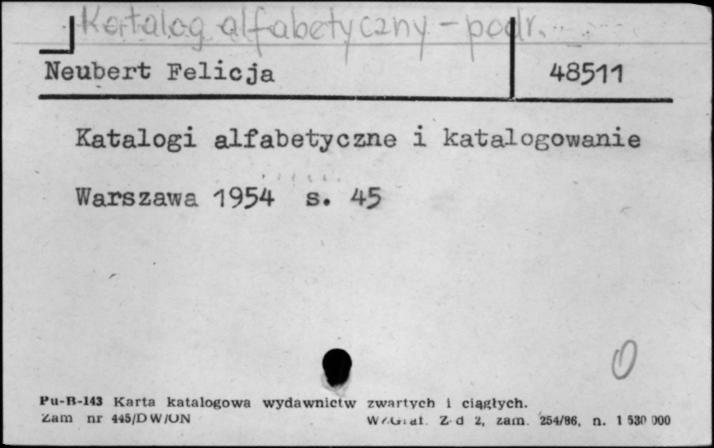 Katalog alfabetyczny - podr.
Neubert Felicja 48511
Katalogi alfabetyczne i katalogowanie
Warszawa 1954 s. 45
0
Pu-B-143 Karta katalogowa wydawnictw zwartych i ciągłych.
Zam nr 445/DW/ON Z-d 2, zam. 254/86, n. 1 530 000